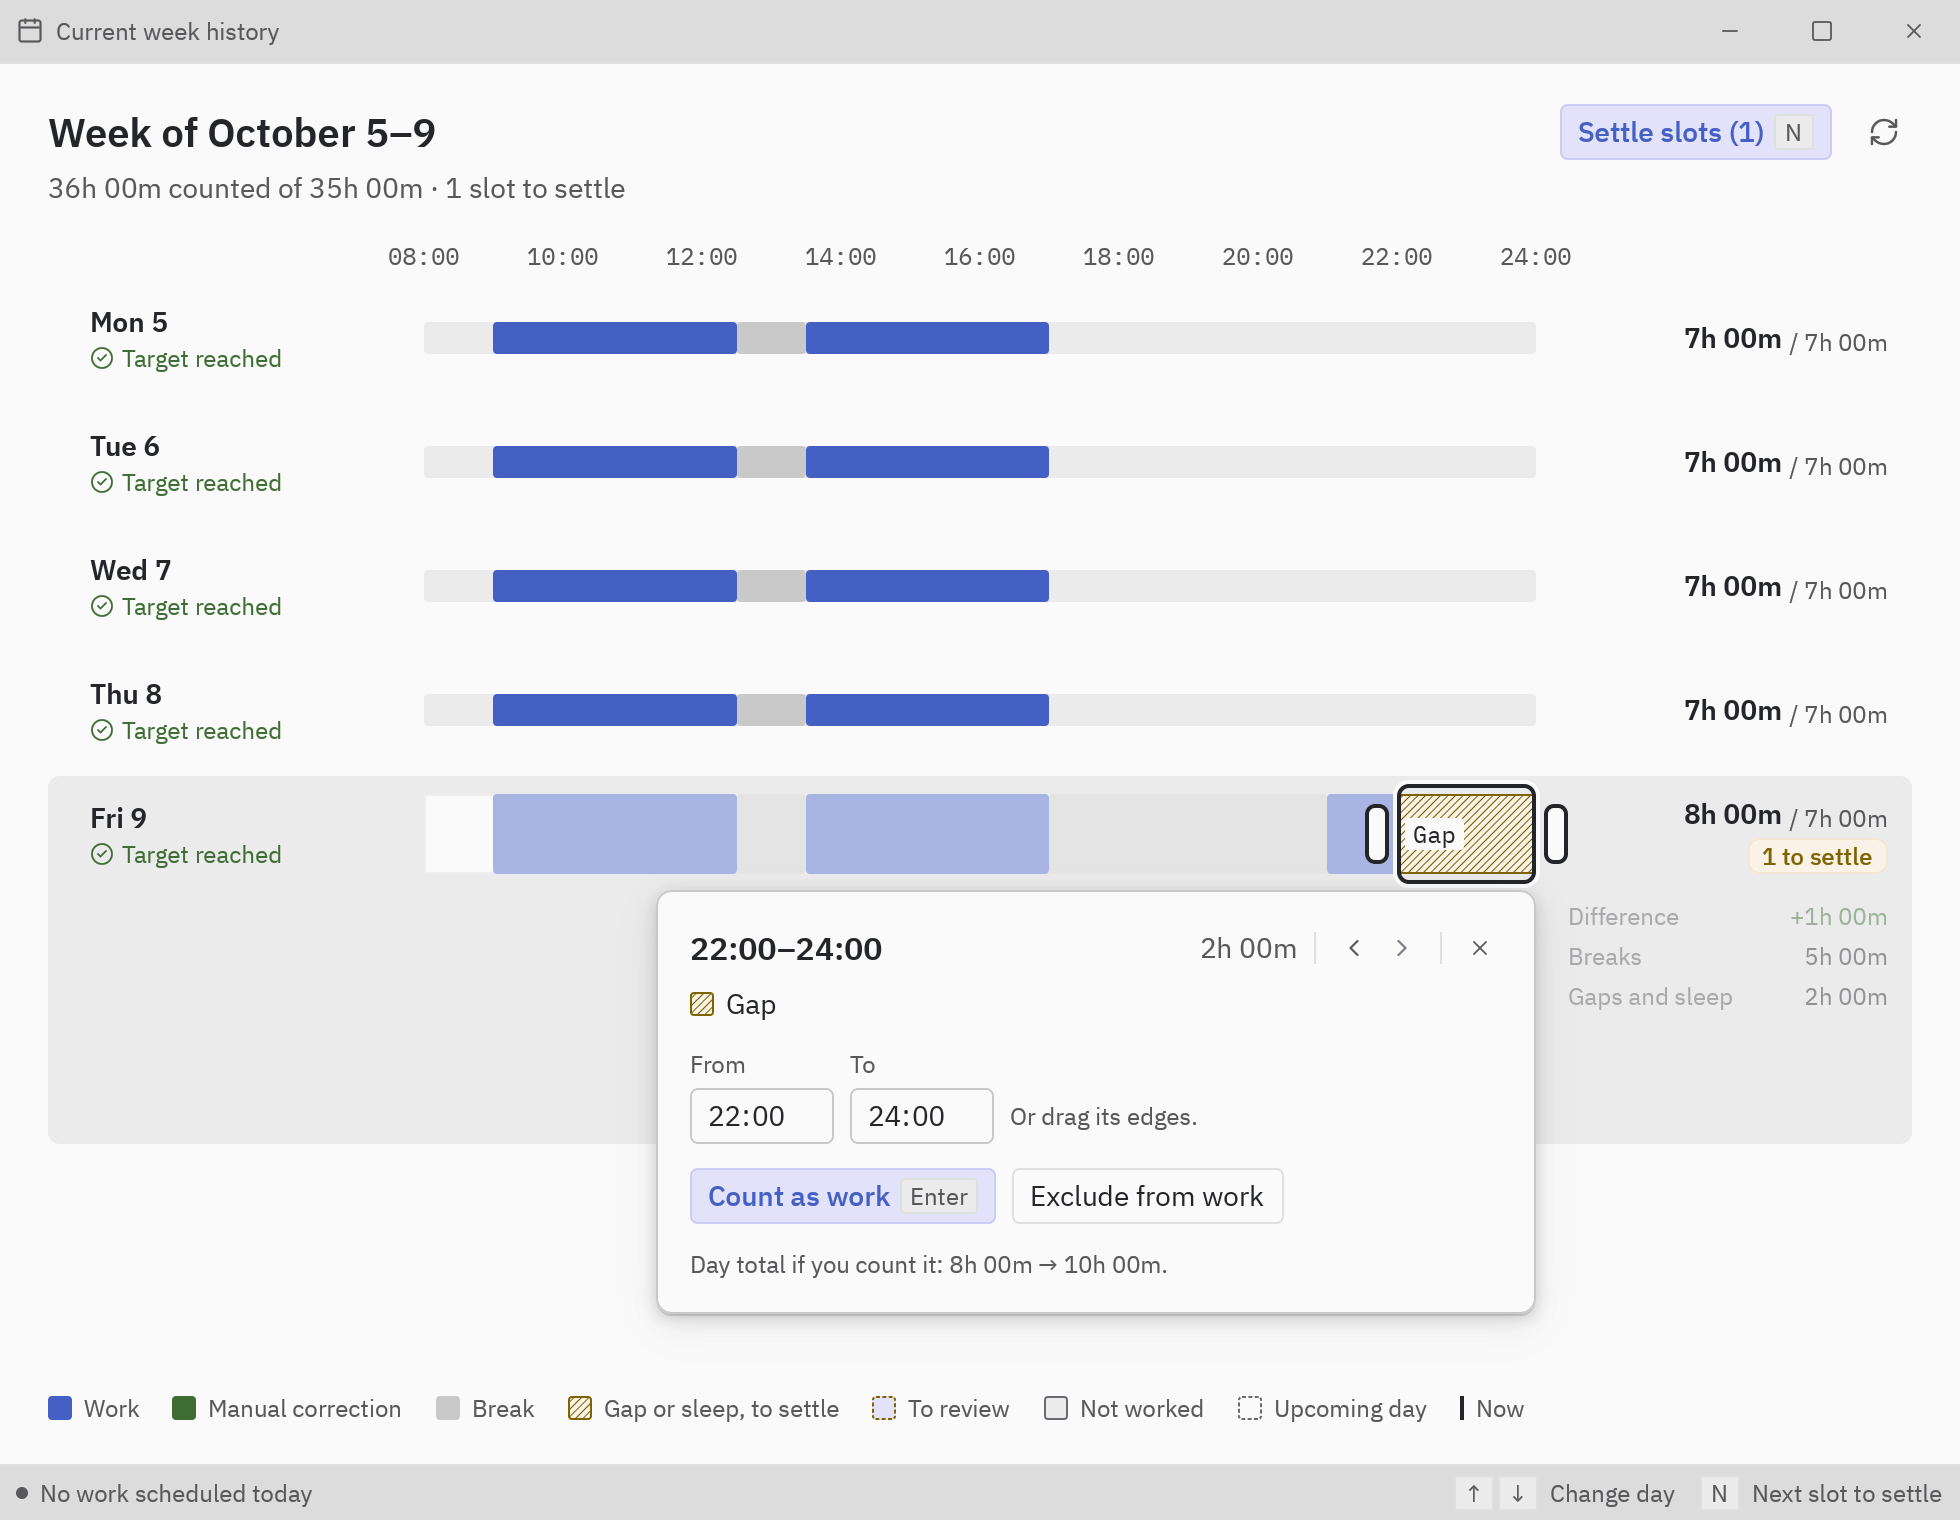 Current week history
Week of October 5–9
Settle slots (1) N
36h 00m counted of 35h 00m · 1 slot to settle
08:00 10:00 12:00 14:00 16:00 18:00 20:00 22:00 24:00
Mon 5
Target reached
7h 00m / 7h 00m
Tue 6
Target reached
7h 00m / 7h 00m
Wed 7
Target reached
7h 00m / 7h 00m
Thu 8
Target reached
7h 00m / 7h 00m
Fri 9
Target reached
Gap
8h 00m / 7h 00m
1 to settle
Difference +1h 00m
Breaks 5h 00m
Gaps and sleep 2h 00m
22:00–24:00 2h 00m
Gap
From To
22:00 24:00 Or drag its edges.
Count as work Enter Exclude from work
Day total if you count it: 8h 00m → 10h 00m.
Work Manual correction Break Gap or sleep, to settle To review Not worked Upcoming day Now
No work scheduled today ↑ ↓ Change day N Next slot to settle